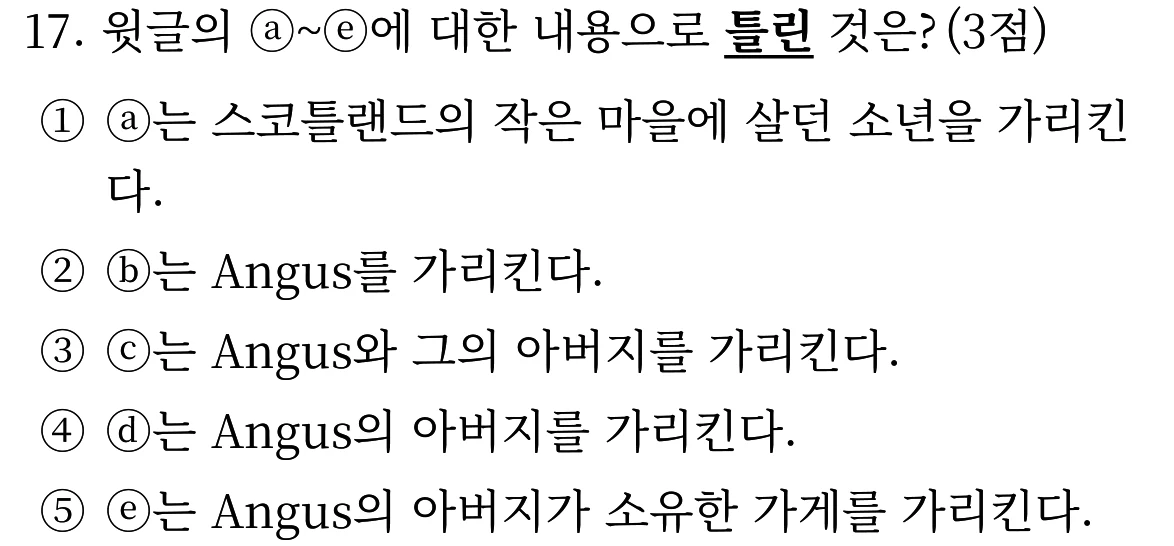 17. 윗글의 ⓐ~ⓔ에 대한 내용으로 틀린 것은?(3점)
① ⓐ는 스코틀랜드의 작은 마을에 살던 소년을 가리킨
다.
② ⓑ는 Angus를 가리킨다.
③ ⓒ는 Angus와 그의 아버지를 가리킨다.
④ ⓓ는 Angus의 아버지를 가리킨다.
⑤ ⓔ는 Angus의 아버지가 소유한 가게를 가리킨다.